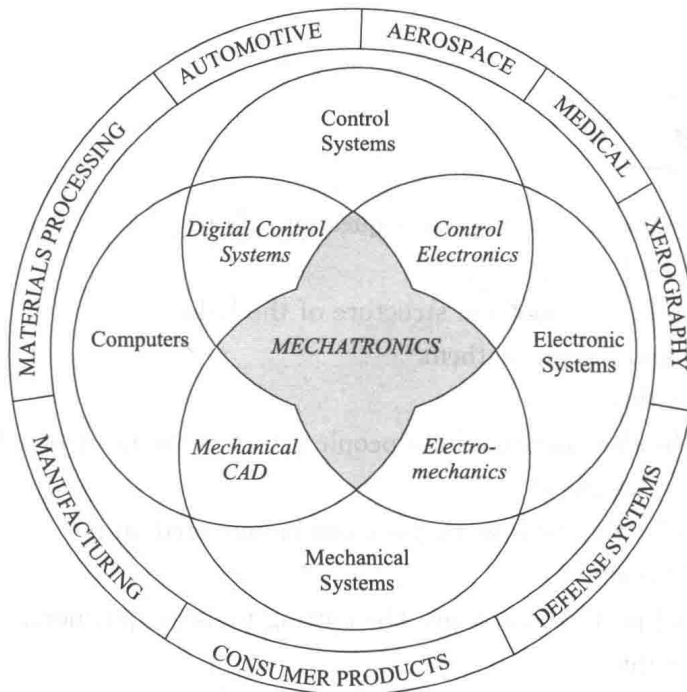 AUTOMOTIVE
AEROSPACE
MEDICAL
XEROGRAPHY
DEFENSE SYSTEMS
CONSUMER PRODUCTS
MANUFACTURING
MATERIALS PROCESSING
Control
Systems
Digital Control
Systems
Control
Electronics
Computers
MECHATRONICS
Electronic
Systems
Mechanical
CAD
Electro-
mechanics
Mechanical
Systems